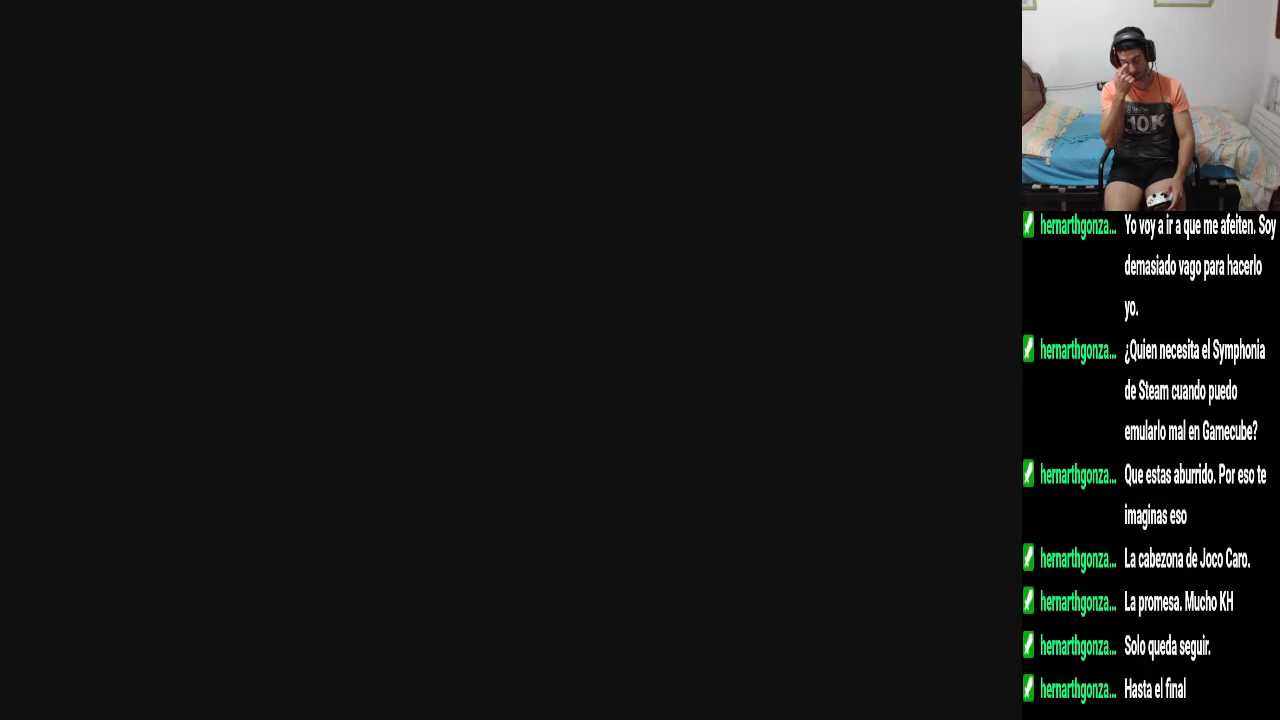 10K
hernarthgonza... Yo voy a ir a que me afeiten. Soy
demasiado vago para hacerlo
yo.
hernarthgonza... ¿Quien necesita el Symphonia
de Steam cuando puedo
emularlo mal en Gamecube?
hernarthgonza... Que estas aburrido. Por eso te
imaginas eso
hernarthgonza... La cabezona de Joco Caro.
hernarthgonza... La promesa. Mucho KH
hernarthgonza... Solo queda seguir.
hernarthgonza... Hasta el final